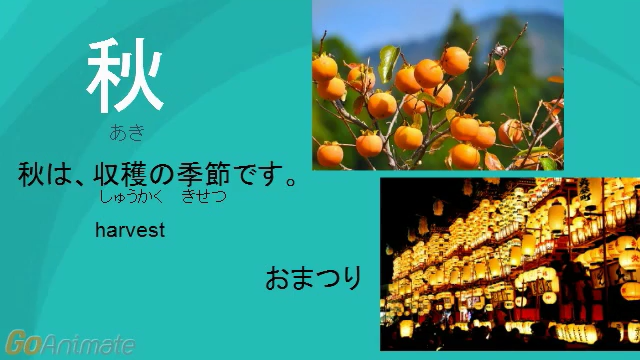 秋
あき
秋は、収穫の季節です。
しゅうかく きせつ
harvest
おまつり
GoAnimate